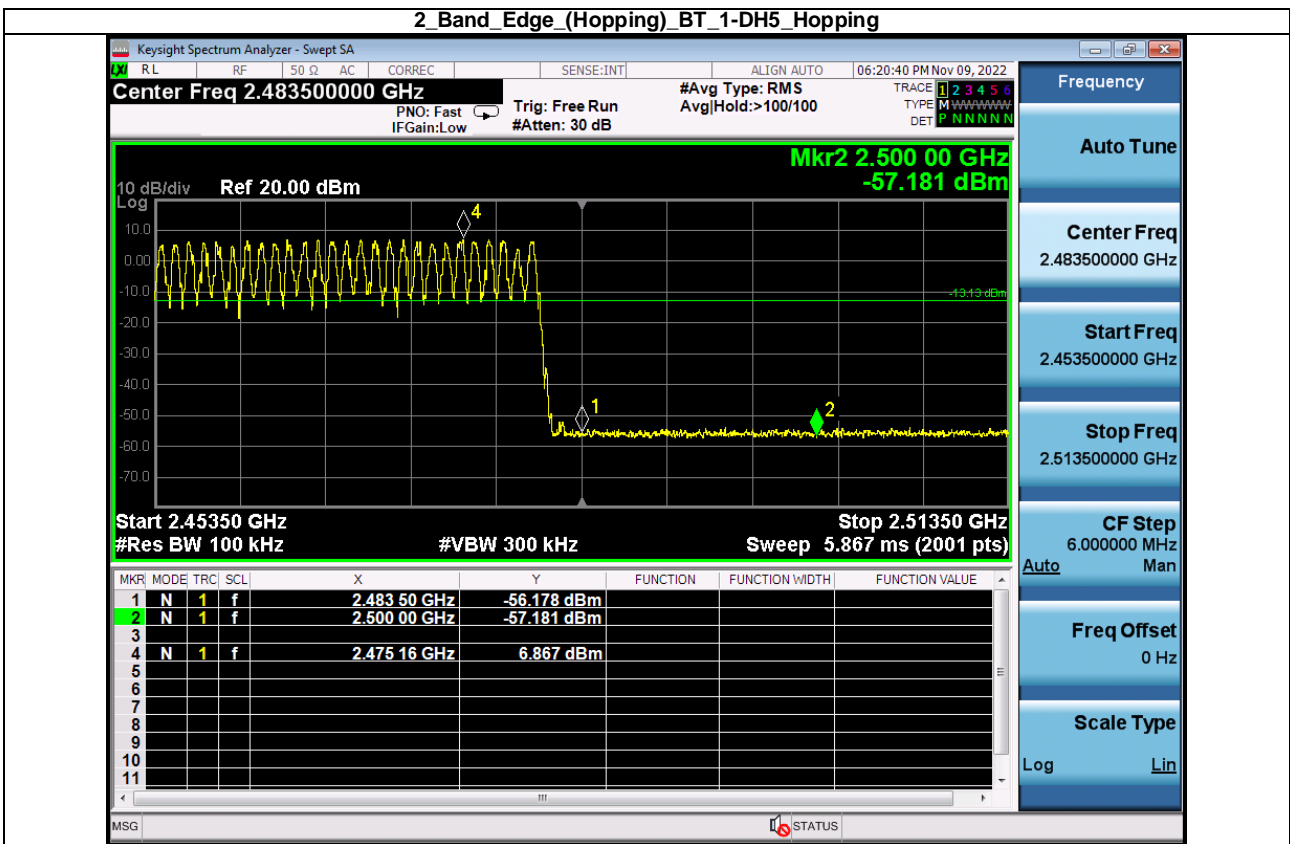 2_Band_Edge_(Hopping)_BT_1-DH5_Hopping
Keysight Spectrum Analyzer - Swept SA
LXI RL RF 50 Ω AC CORREC SENSE:INT ALIGN AUTO 06:20:40 PM Nov 09, 2022
Center Freq 2.483500000 GHz
PNO: Fast
IFGain:Low
Trig: Free Run
#Atten: 30 dB
#Avg Type: RMS
Avg|Hold:>100/100
TRACE 1 2 3 4 5 6
TYPE M WWWWW
DET P N N N N N
Mkr2 2.500 00 GHz
-57.181 dBm
10 dB/div Ref 20.00 dBm
Log
10.0
0.00
-10.0
-20.0
-30.0
-40.0
-50.0
-60.0
-70.0
4
-13.13 dBm
1
2
Start 2.45350 GHz Stop 2.51350 GHz
#Res BW 100 kHz #VBW 300 kHz Sweep 5.867 ms (2001 pts)
MKR MODE TRC SCL X Y FUNCTION FUNCTION WIDTH FUNCTION VALUE
1 N 1 f 2.483 50 GHz -56.178 dBm
2 N 1 f 2.500 00 GHz -57.181 dBm
3
4 N 1 f 2.475 16 GHz 6.867 dBm
5
6
7
8
9
10
11
MSG STATUS
Frequency
Auto Tune
Center Freq
2.483500000 GHz
Start Freq
2.453500000 GHz
Stop Freq
2.513500000 GHz
CF Step
6.000000 MHz
Auto Man
Freq Offset
0 Hz
Scale Type
Log Lin